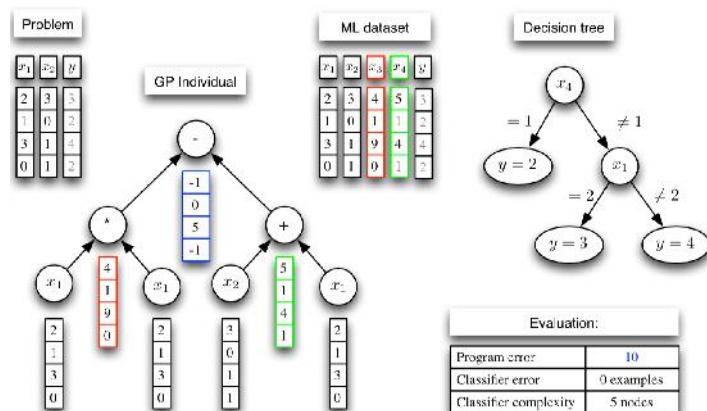 Problem
x₁ x₂ y
2 3 3
1 0 2
3 1 4
0 1 2
GP Individual
-
-1
0
5
-1
*
4
1
9
0
+
5
1
4
1
x₁
2
1
3
0
x₁
2
1
3
0
x₂
3
0
1
1
x₁
2
1
3
0
ML dataset
x₁ x₂ x₃ x₄ y
2 3 4 5 3
1 0 1 1 2
3 1 9 4 4
0 1 0 1 2
Decision tree
x₄
= 1 ≠ 1
y = 2 x₁
= 2 ≠ 2
y = 3 y = 4
Evaluation:
Program error 10
Classifier error 0 examples
Classifier complexity 5 nodes